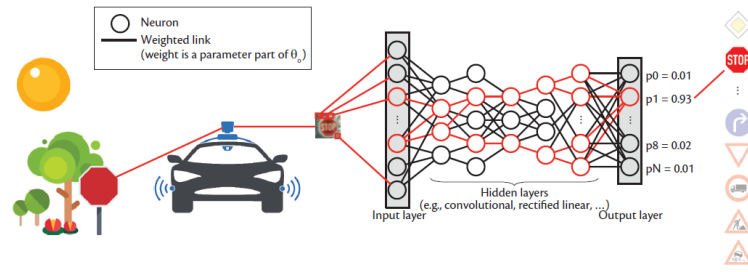 Neuron
Weighted link
(weight is a parameter part of θo)
p0 = 0.01
p1 = 0.93
STOP
⋮
p8 = 0.02
pN = 0.01
Hidden layers
(e.g., convolutional, rectified linear, ...)
Input layer
Output layer